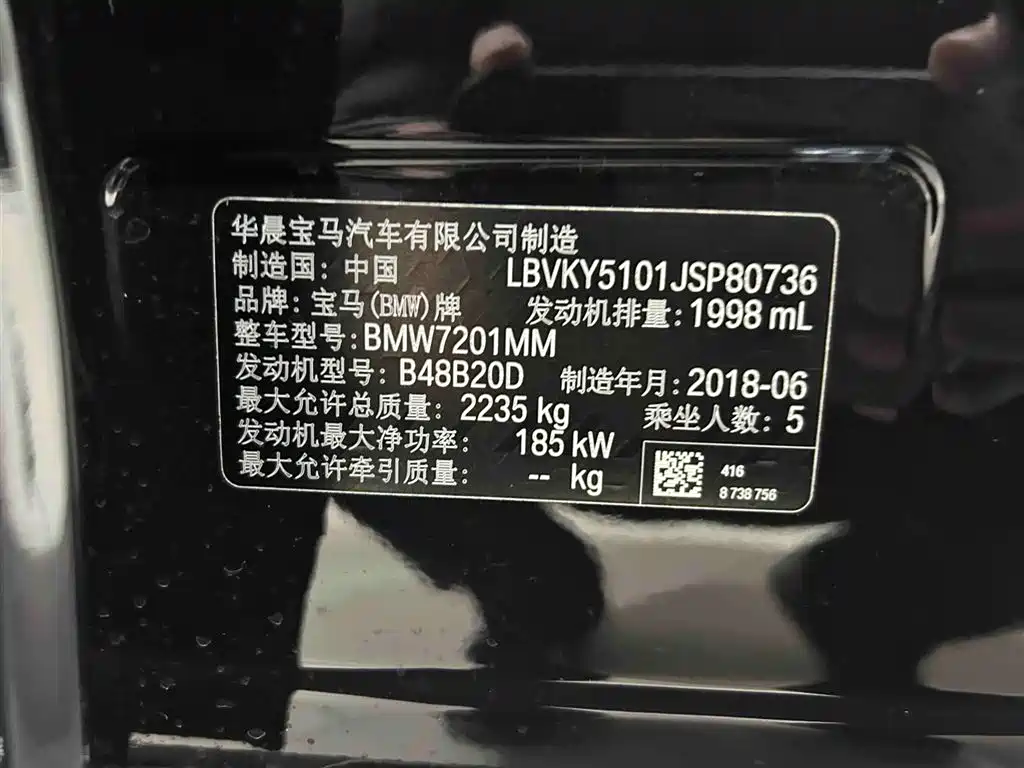 华晨宝马汽车有限公司制造
制造国：中国 LBVKY5101JSP80736
品牌：宝马(BMW)牌 发动机排量：1998 mL
整车型号：BMW7201MM
发动机型号：B48B20D 制造年月：2018-06
最大允许总质量：2235 kg 乘坐人数：5
发动机最大净功率：185 kW
最大允许牵引质量：-- kg
416
8 738 756